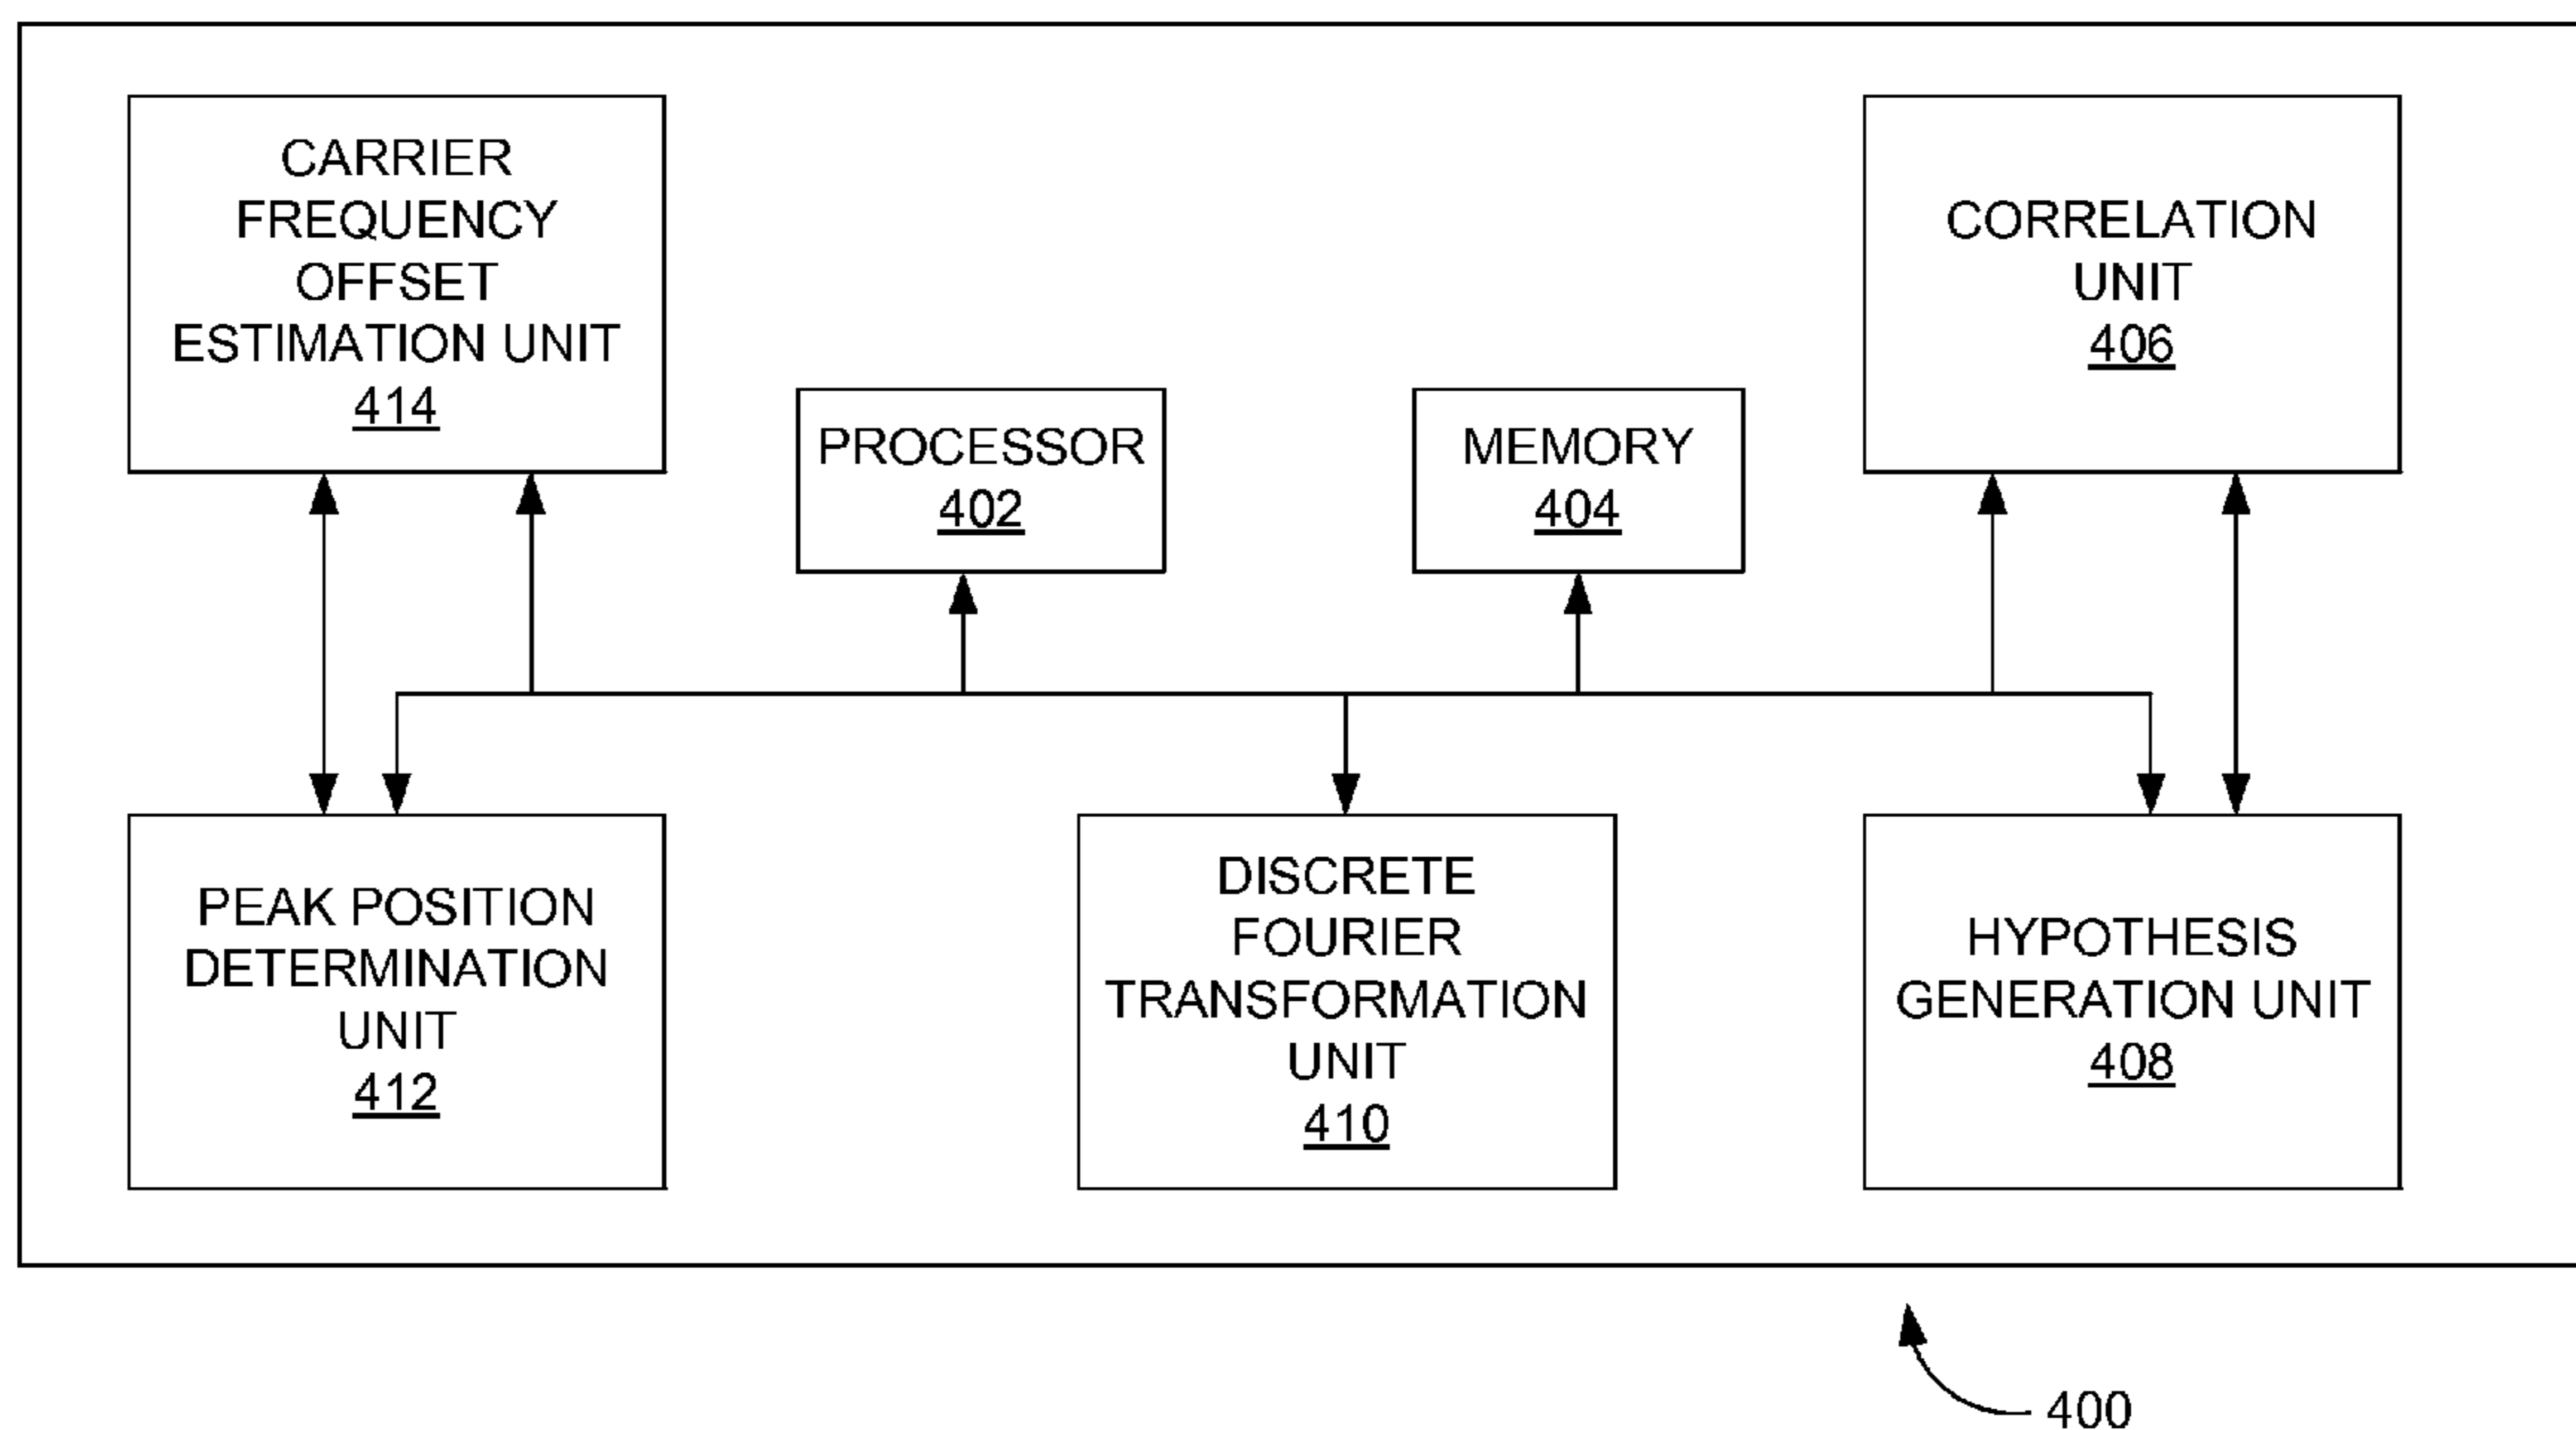 CARRIER
FREQUENCY
OFFSET
ESTIMATION UNIT
414
PROCESSOR
402
MEMORY
404
CORRELATION
UNIT
406
PEAK POSITION
DETERMINATION
UNIT
412
DISCRETE
FOURIER
TRANSFORMATION
UNIT
410
HYPOTHESIS
GENERATION UNIT
408
400